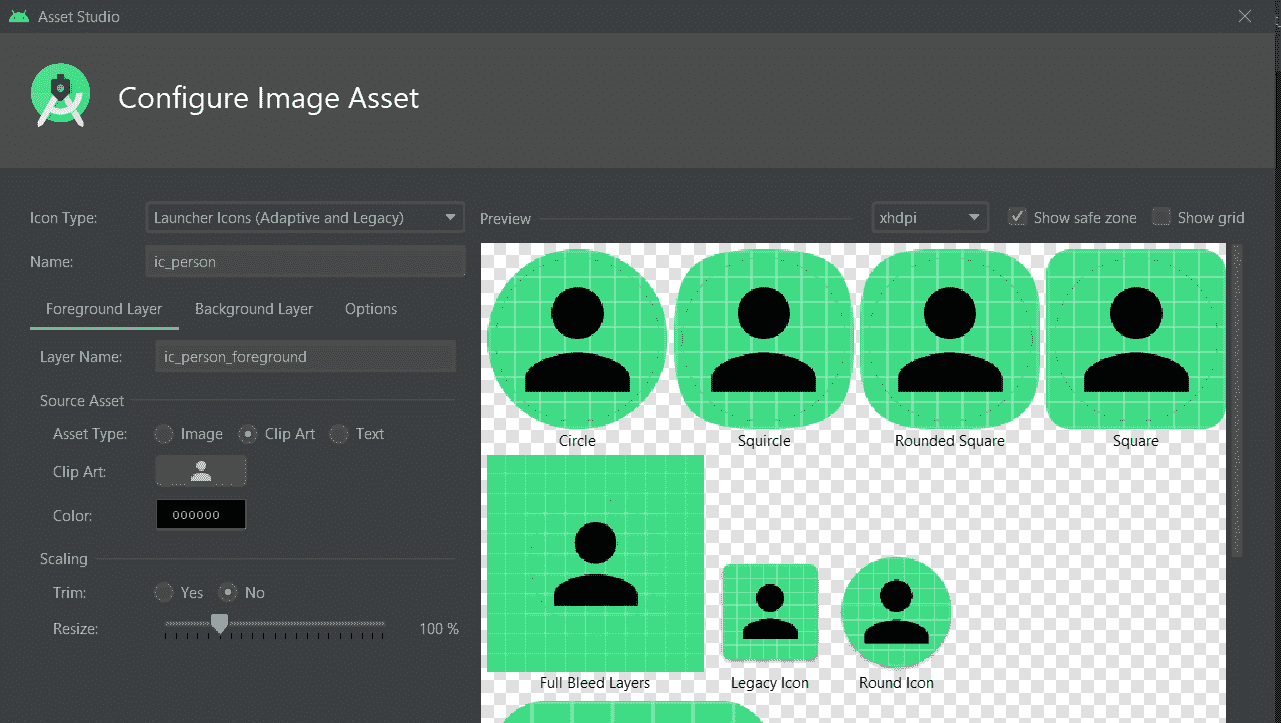 Asset Studio
Configure Image Asset
Icon Type:
Launcher Icons (Adaptive and Legacy)
Preview
xhdpi
Show safe zone
Show grid
Name:
ic_person
Foreground Layer
Background Layer
Options
Layer Name:
ic_person_foreground
Source Asset
Asset Type:
Image
Clip Art
Text
Clip Art:
Color:
000000
Scaling
Trim:
Yes
No
Resize:
100 %
Circle
Squircle
Rounded Square
Square
Full Bleed Layers
Legacy Icon
Round Icon